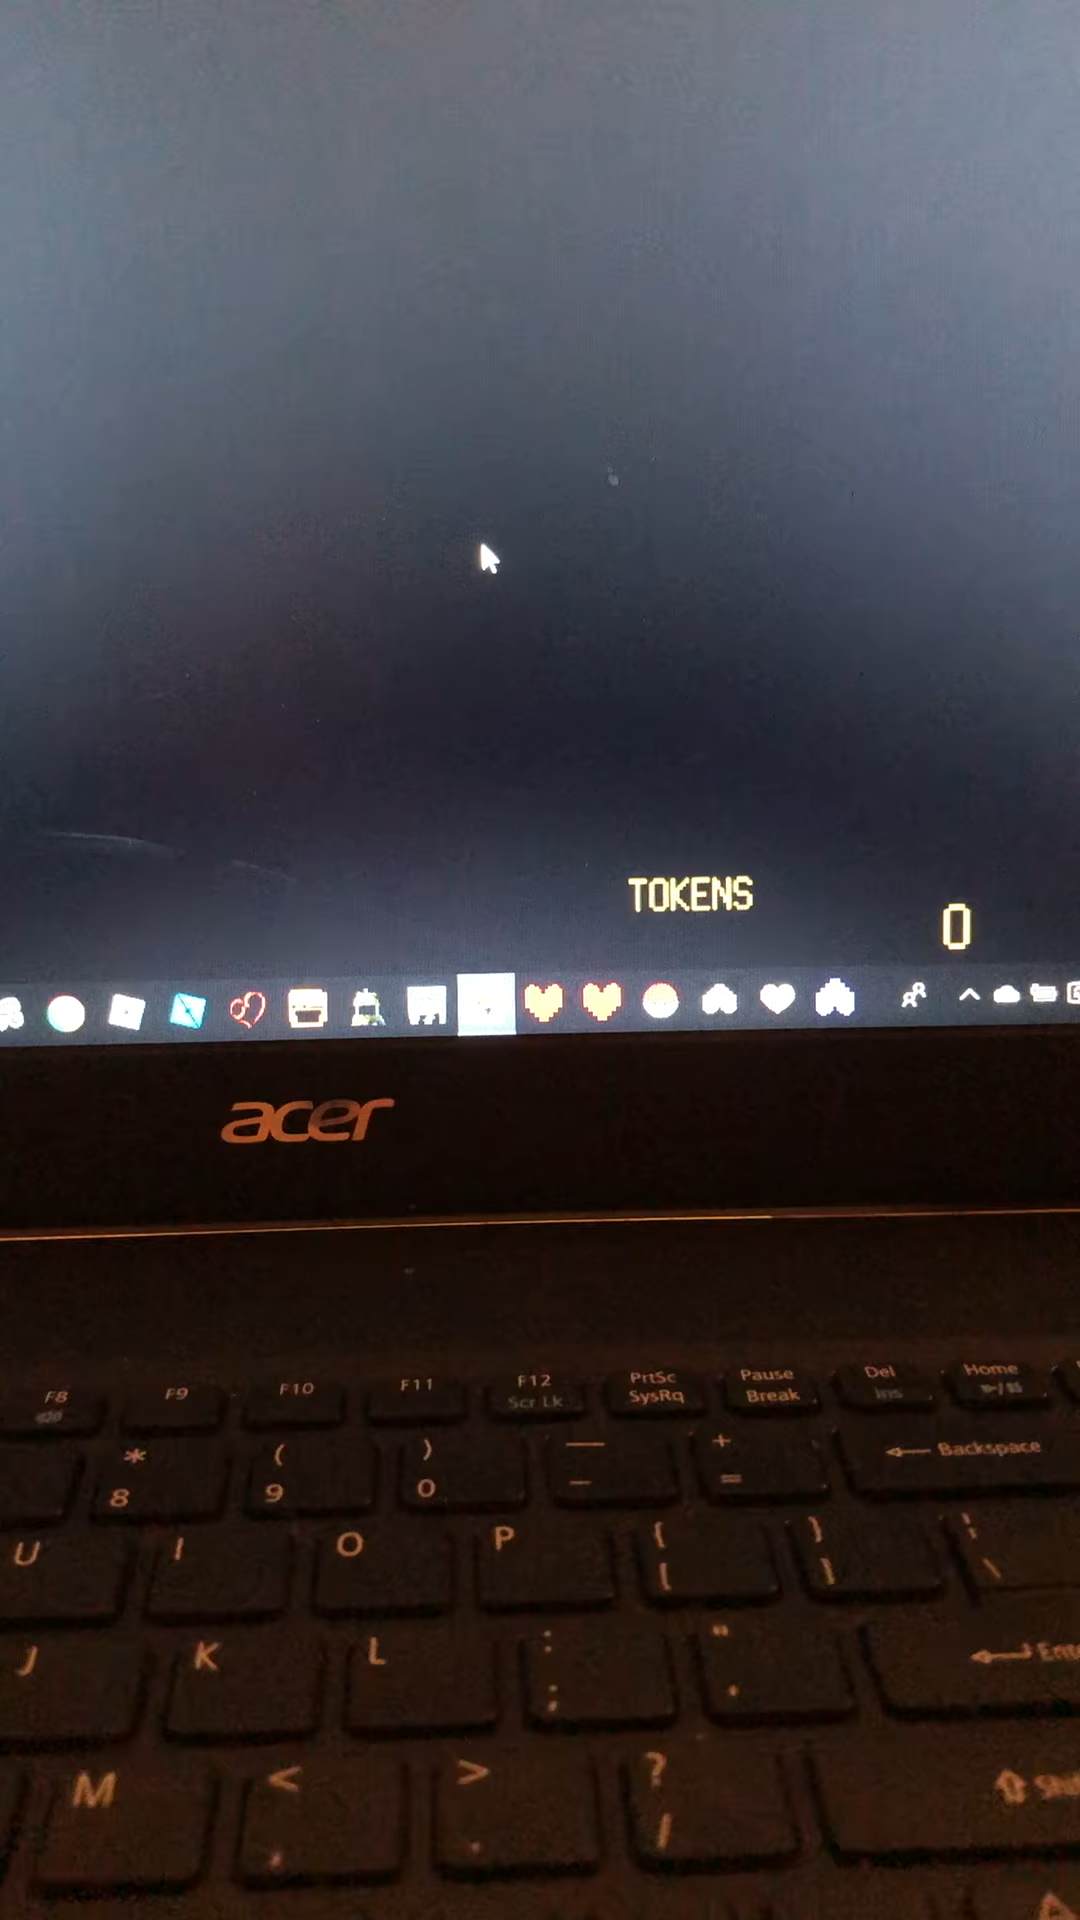 TOKENS
0
acer
F8 F9 F10 F11 F12 PrtSc Pause Del Home
Scr Lk SysRq Break Ins
* ( ) — + ← Backspace
8 9 0 - =
U I O P { }
[ ] \
J K L : "
; '
M < > ?
, . /